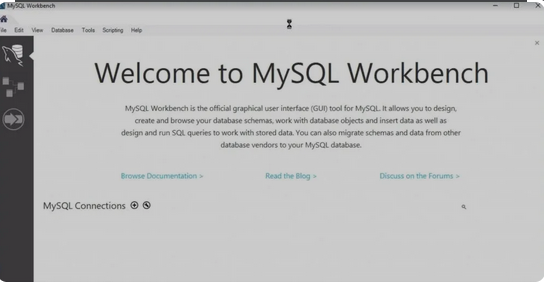 MySQL Workbench
File Edit View Database Tools Scripting Help
Welcome to MySQL Workbench
MySQL Workbench is the official graphical user interface (GUI) tool for MySQL. It allows you to design,
create and browse your database schemas, work with database objects and insert data as well as
design and run SQL queries to work with stored data. You can also migrate schemas and data from other
database vendors to your MySQL database.
Browse Documentation >
Read the Blog >
Discuss on the Forums >
MySQL Connections